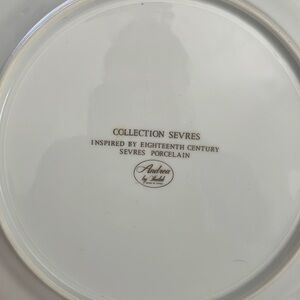 COLLECTION SEVRES
INSPIRED BY EIGHTEENTH CENTURY
SEVRES PORCELAIN
Andrea
by Sadek